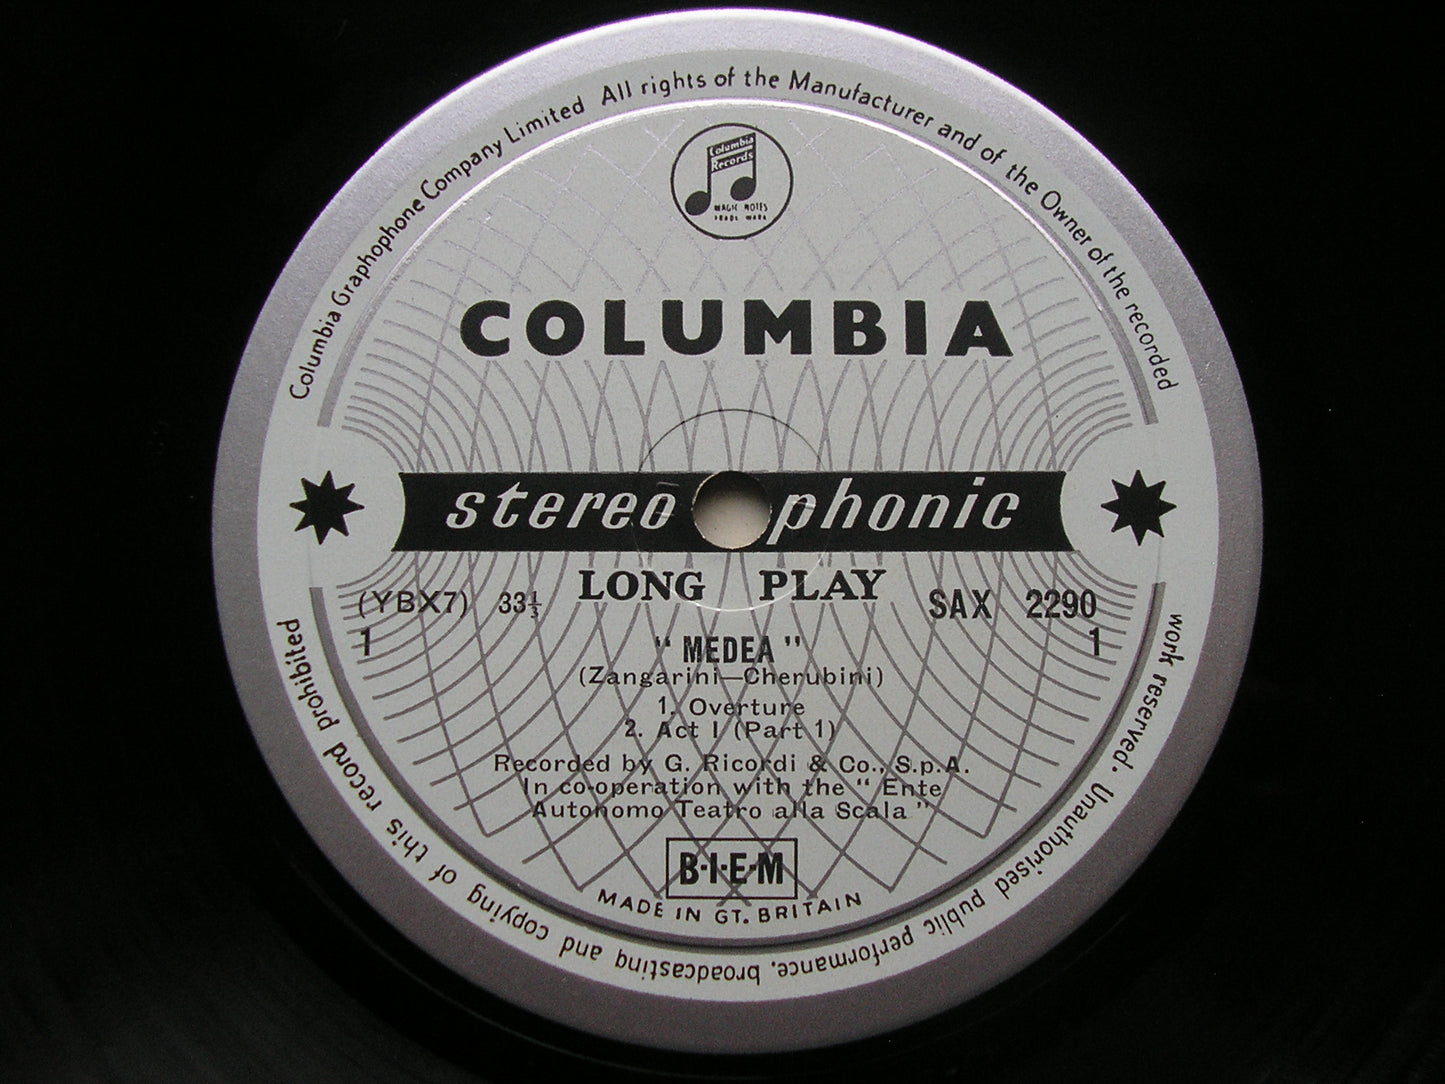 Columbia Graphophone Company Limited All rights of the Manufacturer and of the Owner of the recorded
work reserved. Unauthorised public performance, broadcasting and copying of this record prohibited
Columbia
Records
MAGIC NOTES
TRADE MARK
COLUMBIA
stereophonic
LONG PLAY
(YBX7) 33⅓
SAX 2290
1
1
" MEDEA "
(Zangarini—Cherubini)
1. Overture
2. Act I (Part 1)
Recorded by G. Ricordi & Co., S.p.A.
In co-operation with the " Ente
Autonomo Teatro alla Scala "
B·I·E·M
MADE IN GT. BRITAIN